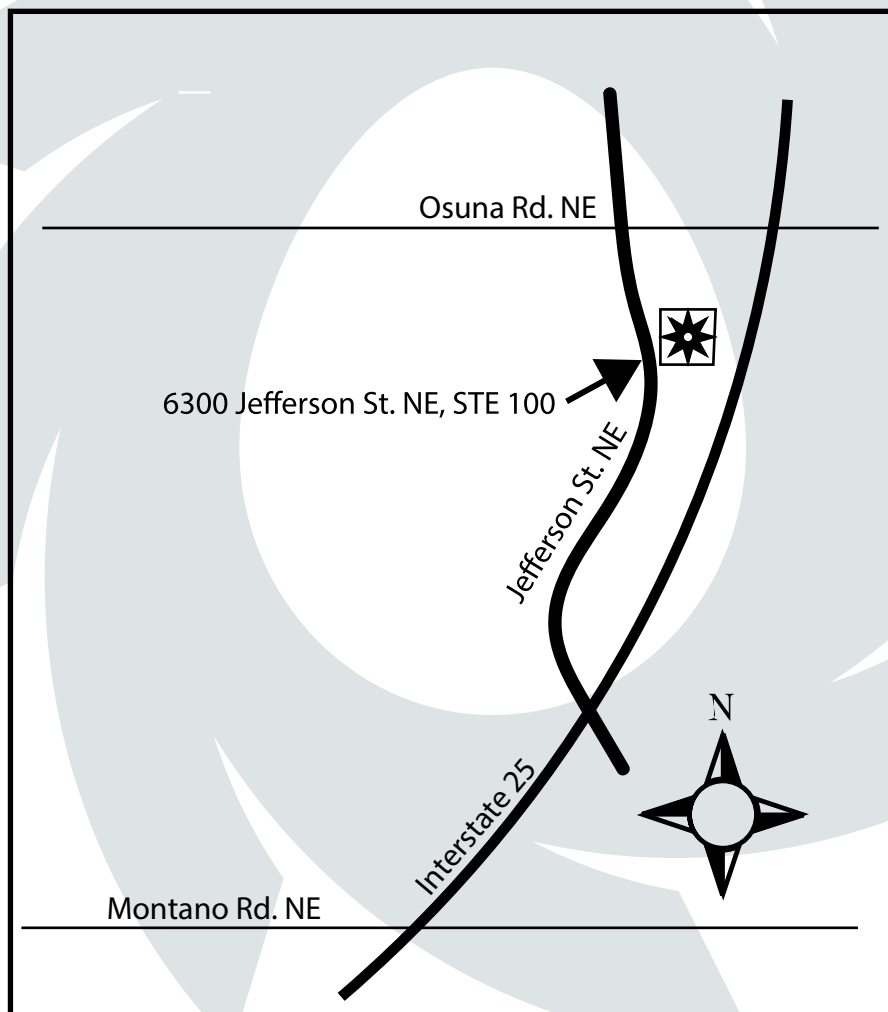 Osuna Rd. NE
6300 Jefferson St. NE, STE 100
Jefferson St. NE
N
Interstate 25
Montano Rd. NE